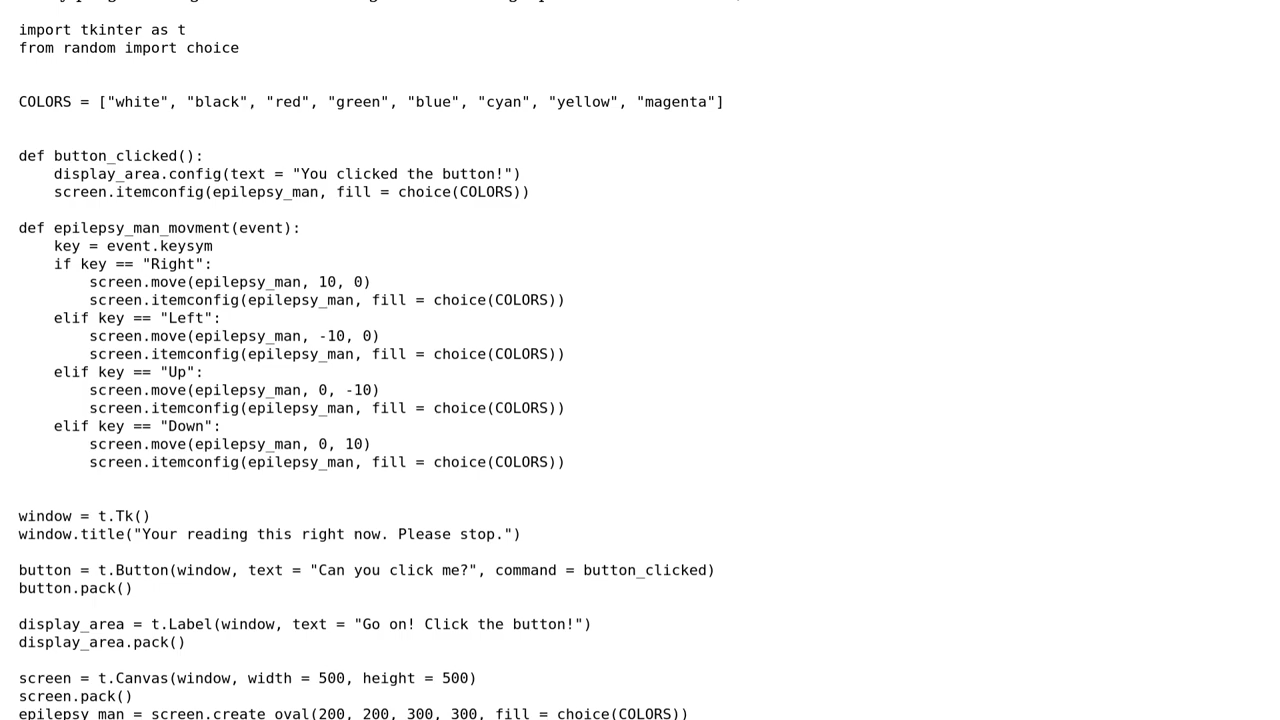 import tkinter as t
from random import choice
COLORS = ["white", "black", "red", "green", "blue", "cyan", "yellow", "magenta"]
def button_clicked():
    display_area.config(text = "You clicked the button!")
    screen.itemconfig(epilepsy_man, fill = choice(COLORS))
def epilepsy_man_movment(event):
    key = event.keysym
    if key == "Right":
        screen.move(epilepsy_man, 10, 0)
        screen.itemconfig(epilepsy_man, fill = choice(COLORS))
    elif key == "Left":
        screen.move(epilepsy_man, -10, 0)
        screen.itemconfig(epilepsy_man, fill = choice(COLORS))
    elif key == "Up":
        screen.move(epilepsy_man, 0, -10)
        screen.itemconfig(epilepsy_man, fill = choice(COLORS))
    elif key == "Down":
        screen.move(epilepsy_man, 0, 10)
        screen.itemconfig(epilepsy_man, fill = choice(COLORS))
window = t.Tk()
window.title("Your reading this right now. Please stop.")
button = t.Button(window, text = "Can you click me?", command = button_clicked)
button.pack()
display_area = t.Label(window, text = "Go on! Click the button!")
display_area.pack()
screen = t.Canvas(window, width = 500, height = 500)
screen.pack()
epilepsy_man = screen.create_oval(200, 200, 300, 300, fill = choice(COLORS))